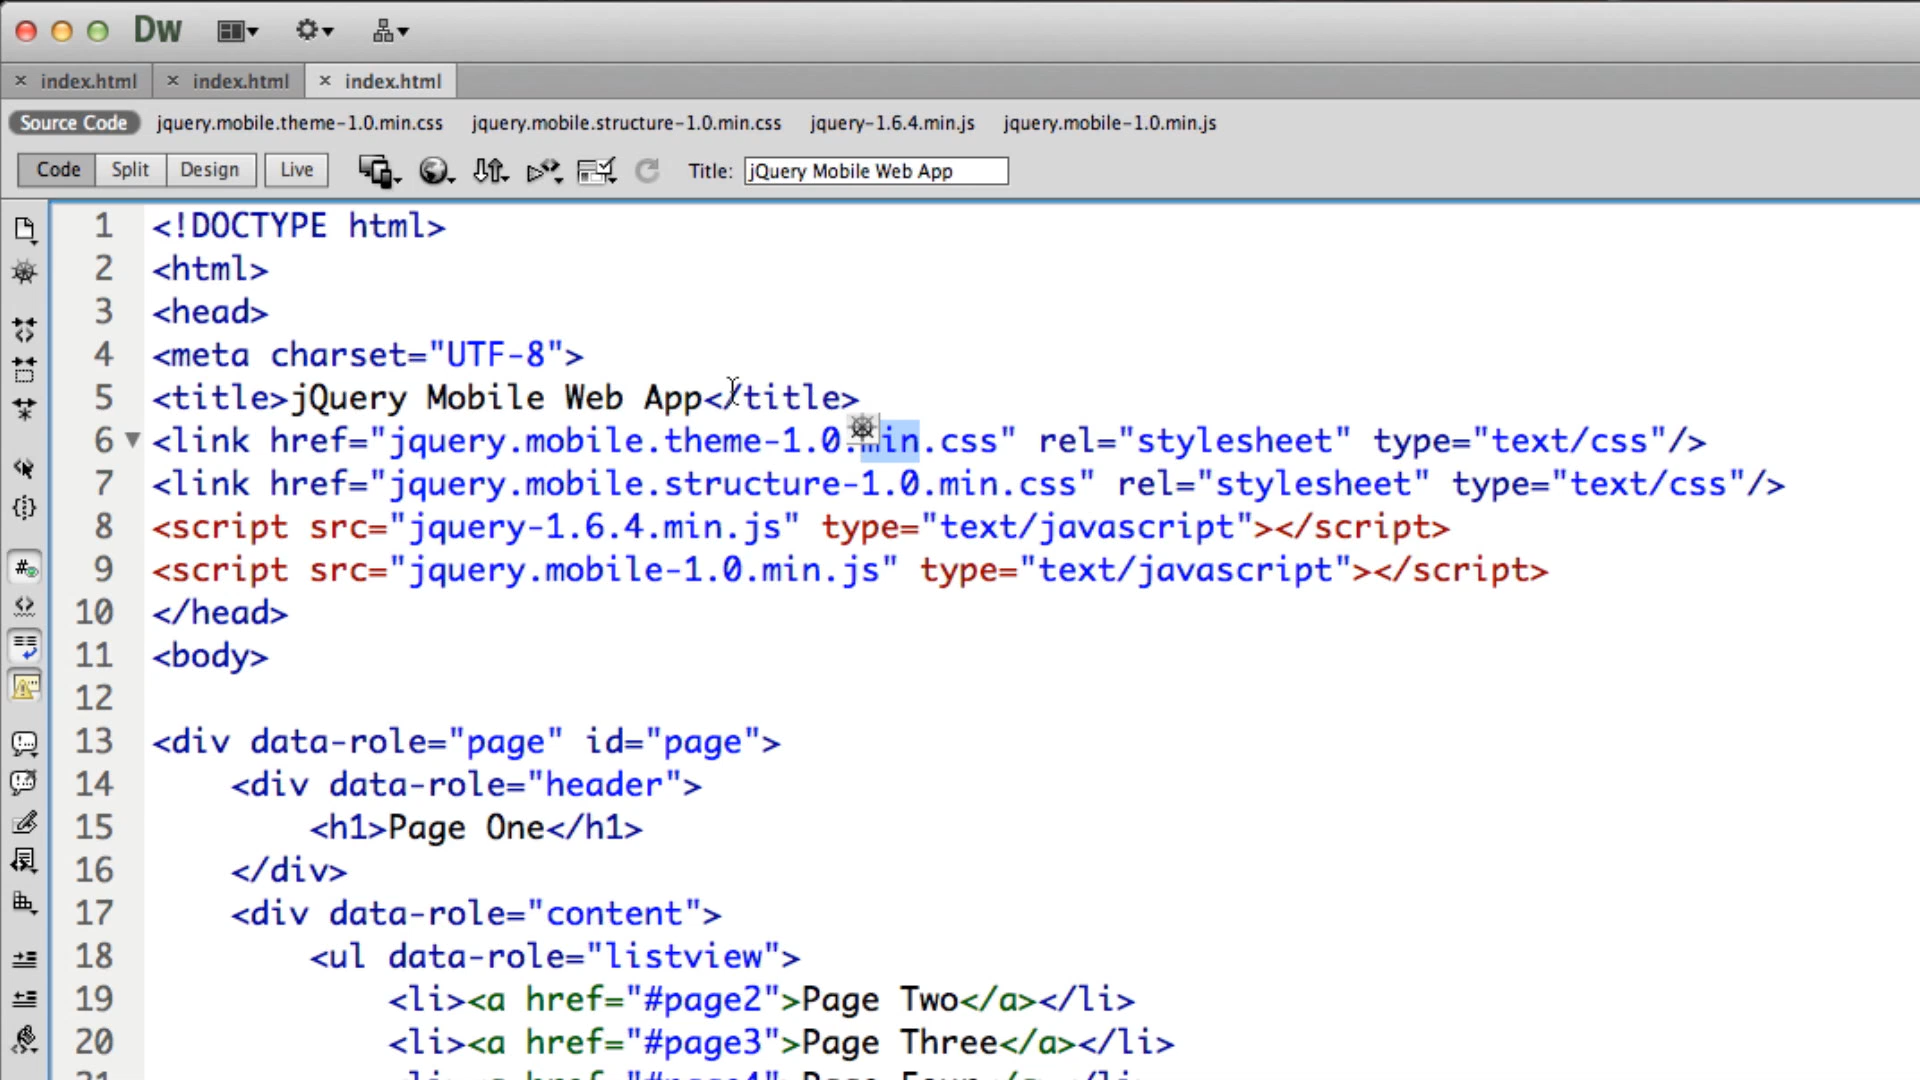 Dw
index.html index.html index.html
Source Code jquery.mobile.theme-1.0.min.css jquery.mobile.structure-1.0.min.css jquery-1.6.4.min.js jquery.mobile-1.0.min.js
Code Split Design Live Title: jQuery Mobile Web App
1 <!DOCTYPE html>
2 <html>
3 <head>
4 <meta charset="UTF-8">
5 <title>jQuery Mobile Web App</title>
6 <link href="jquery.mobile.theme-1.0.min.css" rel="stylesheet" type="text/css"/>
7 <link href="jquery.mobile.structure-1.0.min.css" rel="stylesheet" type="text/css"/>
8 <script src="jquery-1.6.4.min.js" type="text/javascript"></script>
9 <script src="jquery.mobile-1.0.min.js" type="text/javascript"></script>
10 </head>
11 <body>
12
13 <div data-role="page" id="page">
14 <div data-role="header">
15 <h1>Page One</h1>
16 </div>
17 <div data-role="content">
18 <ul data-role="listview">
19 <li><a href="#page2">Page Two</a></li>
20 <li><a href="#page3">Page Three</a></li>
21 <li><a href="#page4">Page Four</a></li>